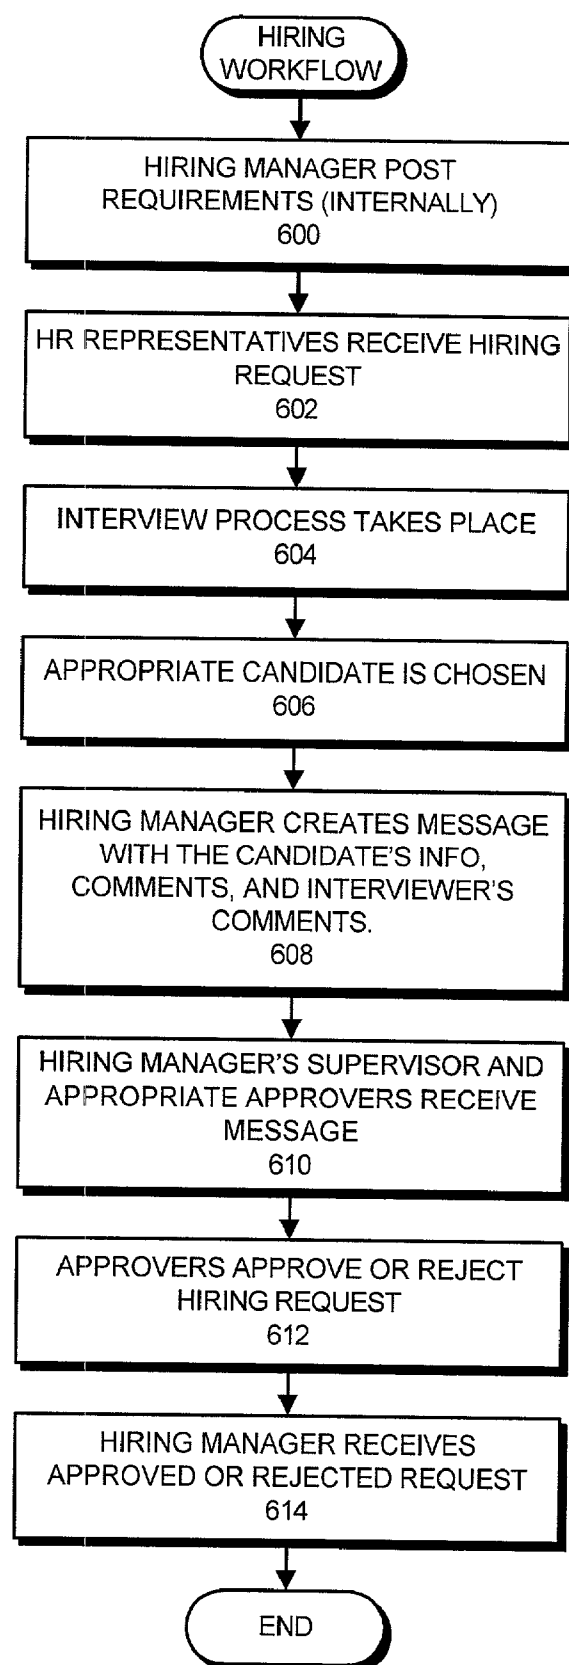 HIRING
WORKFLOW
HIRING MANAGER POST
REQUIREMENTS (INTERNALLY)
600
HR REPRESENTATIVES RECEIVE HIRING
REQUEST
602
INTERVIEW PROCESS TAKES PLACE
604
APPROPRIATE CANDIDATE IS CHOSEN
606
HIRING MANAGER CREATES MESSAGE
WITH THE CANDIDATE'S INFO,
COMMENTS, AND INTERVIEWER'S
COMMENTS.
608
HIRING MANAGER'S SUPERVISOR AND
APPROPRIATE APPROVERS RECEIVE
MESSAGE
610
APPROVERS APPROVE OR REJECT
HIRING REQUEST
612
HIRING MANAGER RECEIVES
APPROVED OR REJECTED REQUEST
614
END